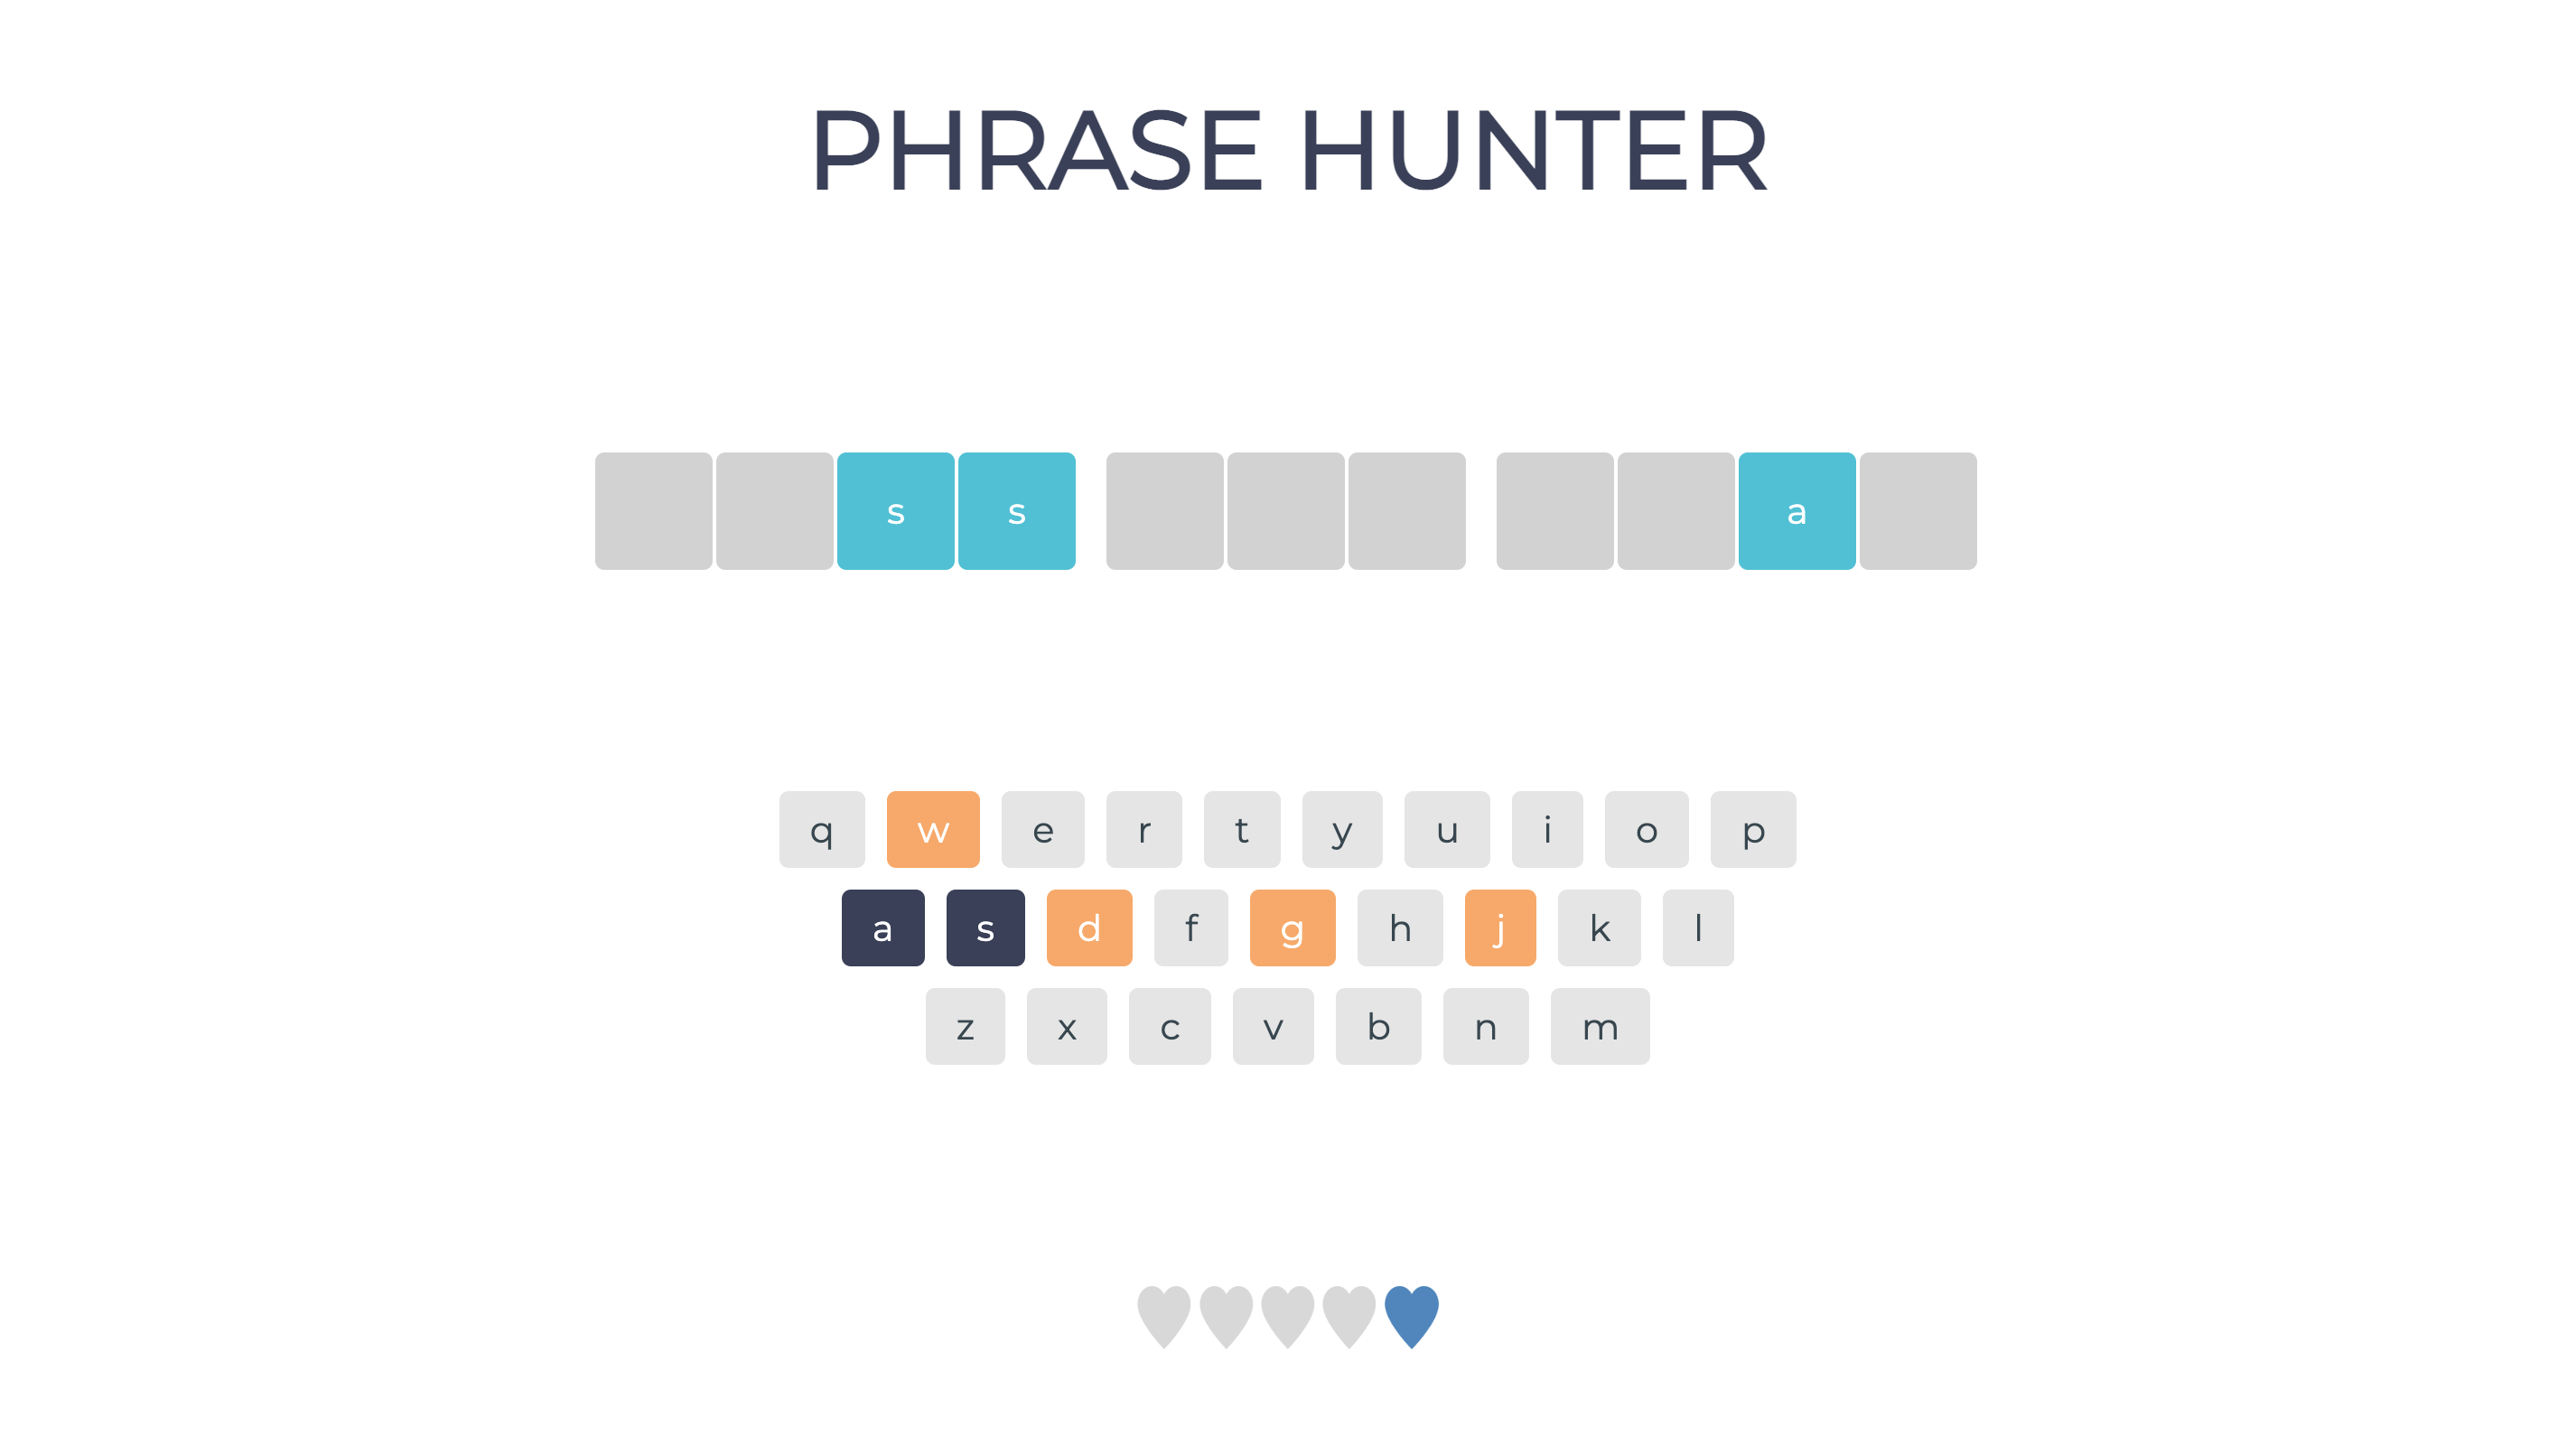 PHRASE HUNTER
s s a
q w e r t y u i o p
a s d f g h j k l
z x c v b n m